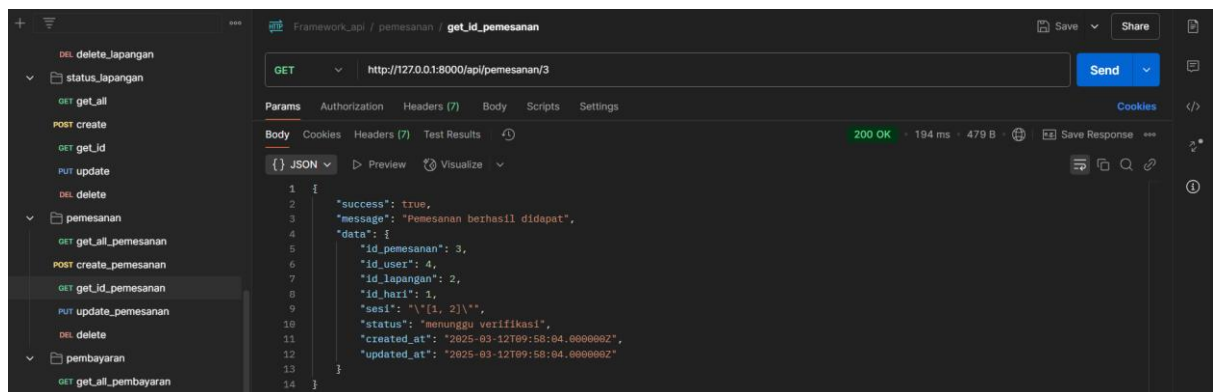 Framework_api / pemesanan / get_id_pemesanan
Save
Share
DEL delete_lapangan
status_lapangan
GET get_all
POST create
GET get_id
PUT update
DEL delete
pemesanan
GET get_all_pemesanan
POST create_pemesanan
GET get_id_pemesanan
PUT update_pemesanan
DEL delete
pembayaran
GET get_all_pembayaran
GET http://127.0.0.1:8000/api/pemesanan/3
Send
Params Authorization Headers (7) Body Scripts Settings Cookies
Body Cookies Headers (7) Test Results 200 OK • 194 ms • 479 B Save Response
{} JSON Preview Visualize
1 {
2 "success": true,
3 "message": "Pemesanan berhasil didapat",
4 "data": {
5 "id_pemesanan": 3,
6 "id_user": 4,
7 "id_lapangan": 2,
8 "id_hari": 1,
9 "sesi": "\"[1, 2]\"",
10 "status": "menunggu verifikasi",
11 "created_at": "2025-03-12T09:58:04.000000Z",
12 "updated_at": "2025-03-12T09:58:04.000000Z"
13 }
14 }